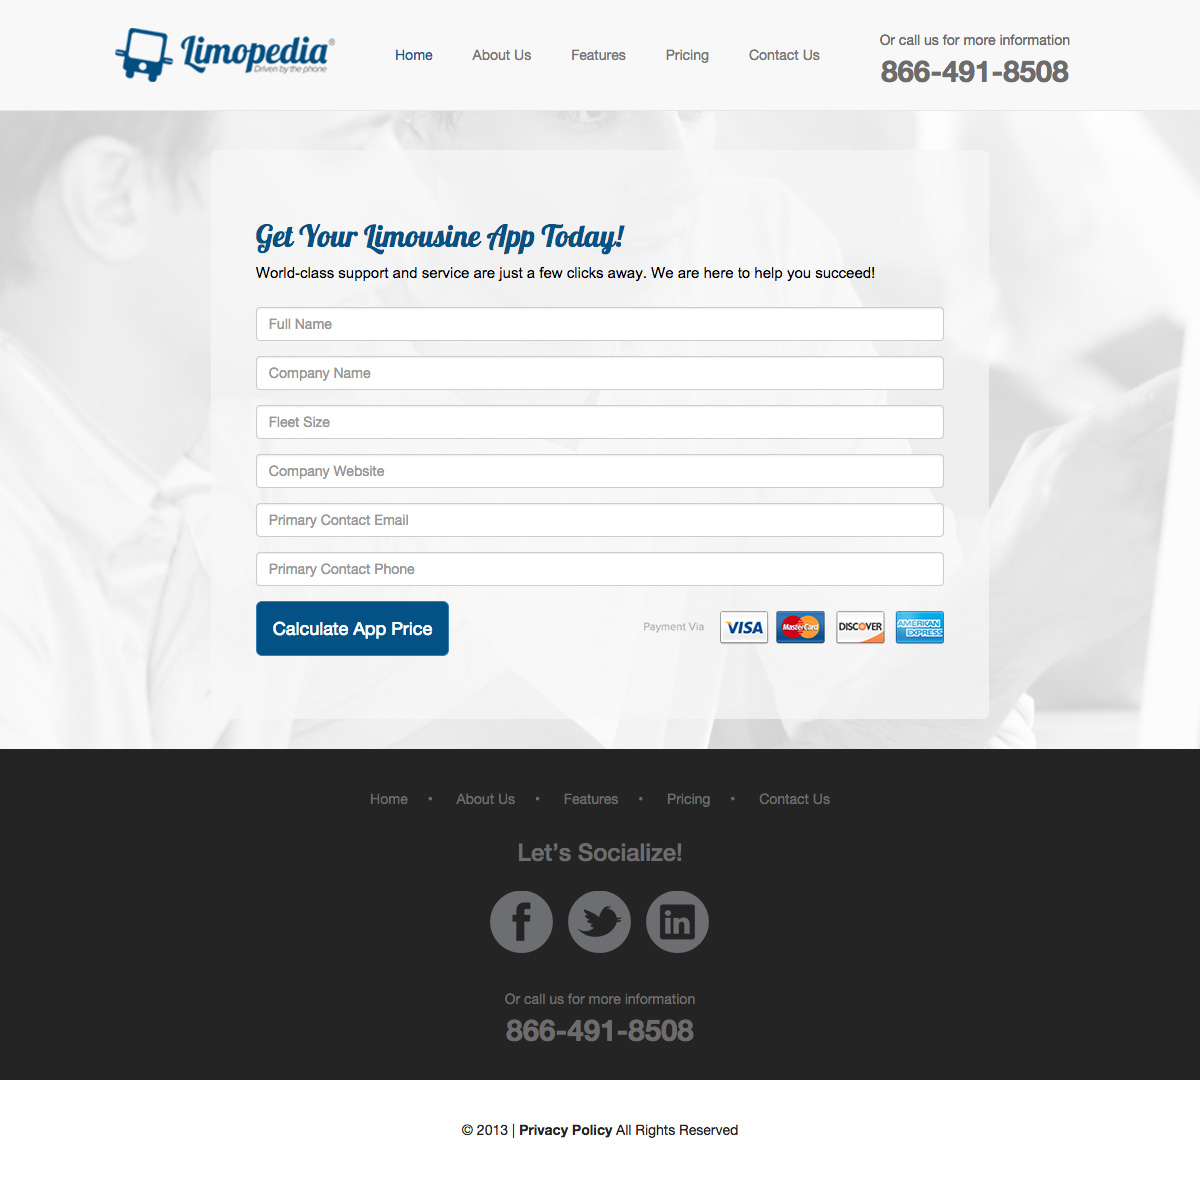 Limopedia®
Driven by the phone
Home
About Us
Features
Pricing
Contact Us
Or call us for more information
866-491-8508
Get Your Limousine App Today!
World-class support and service are just a few clicks away. We are here to help you succeed!
Full Name
Company Name
Fleet Size
Company Website
Primary Contact Email
Primary Contact Phone
Calculate App Price
Payment Via
VISA
MasterCard
DISCOVER
AMERICAN
EXPRESS
Home • About Us • Features • Pricing • Contact Us
Let's Socialize!
f
in
Or call us for more information
866-491-8508
© 2013 | Privacy Policy All Rights Reserved